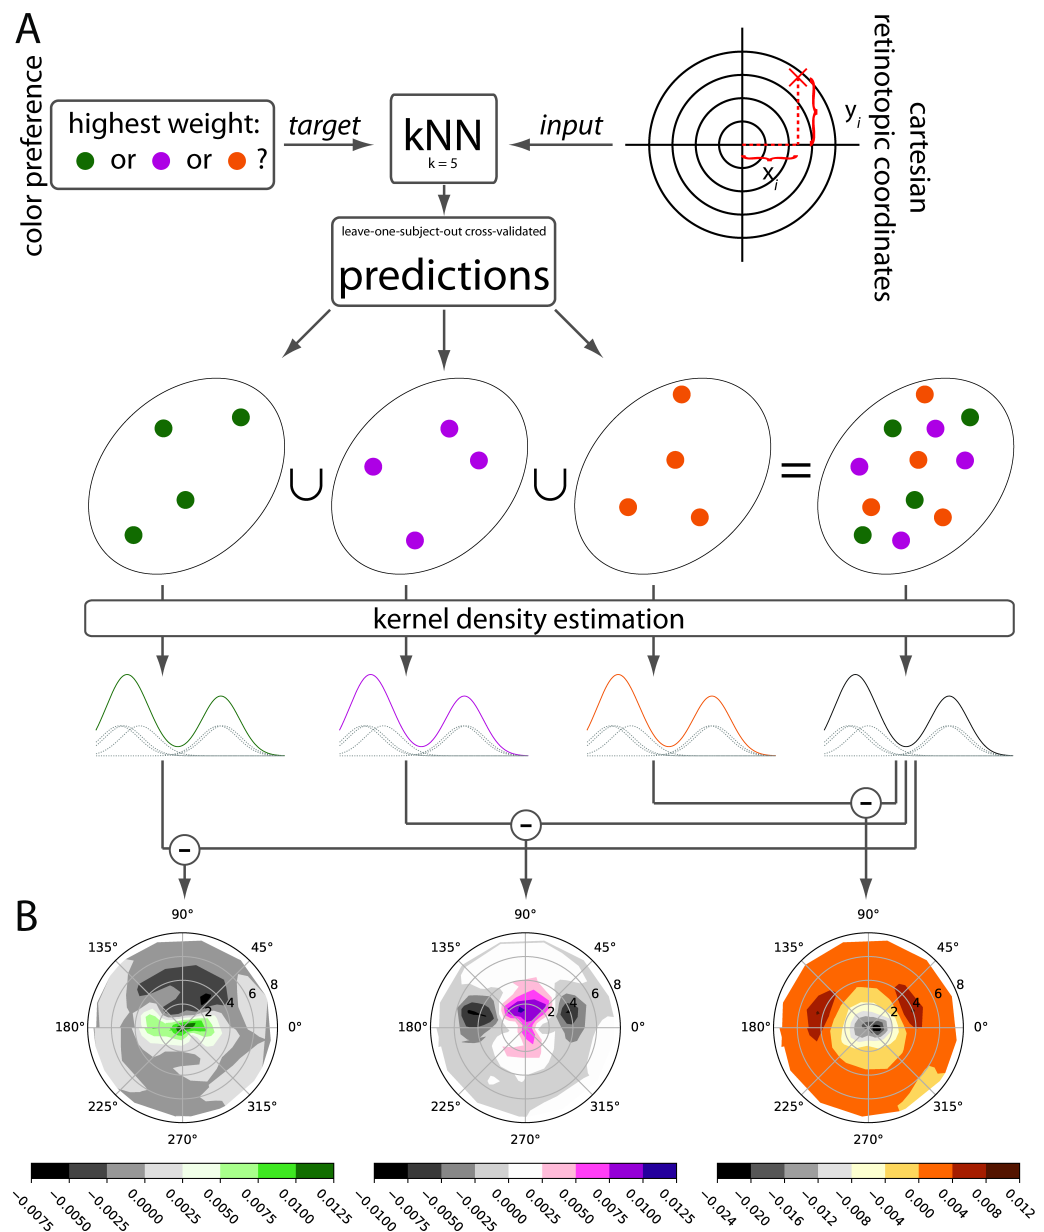 A
color preference
highest weight:
or or ?
target
kNN
k = 5
input
y_i
x_i
cartesian
retinotopic coordinates
leave-one-subject-out cross-validated
predictions
∪ ∪ =
kernel density estimation
− − −
B
90° 90° 90°
135° 45° 135° 45° 135° 45°
8 8 8
6 6 6
4 4 4
2 2 2
180° 0° 180° 0° 180° 0°
225° 315° 225° 315° 225° 315°
270° 270° 270°
−0.0075 −0.0050 −0.0025 0.0000 0.0025 0.0050 0.0075 0.0100 0.0125
−0.0100 −0.0075 −0.0050 −0.0025 0.0000 0.0050 0.0075 0.0100 0.0125
−0.024 −0.020 −0.016 −0.012 −0.008 −0.004 0.000 0.004 0.008 0.012